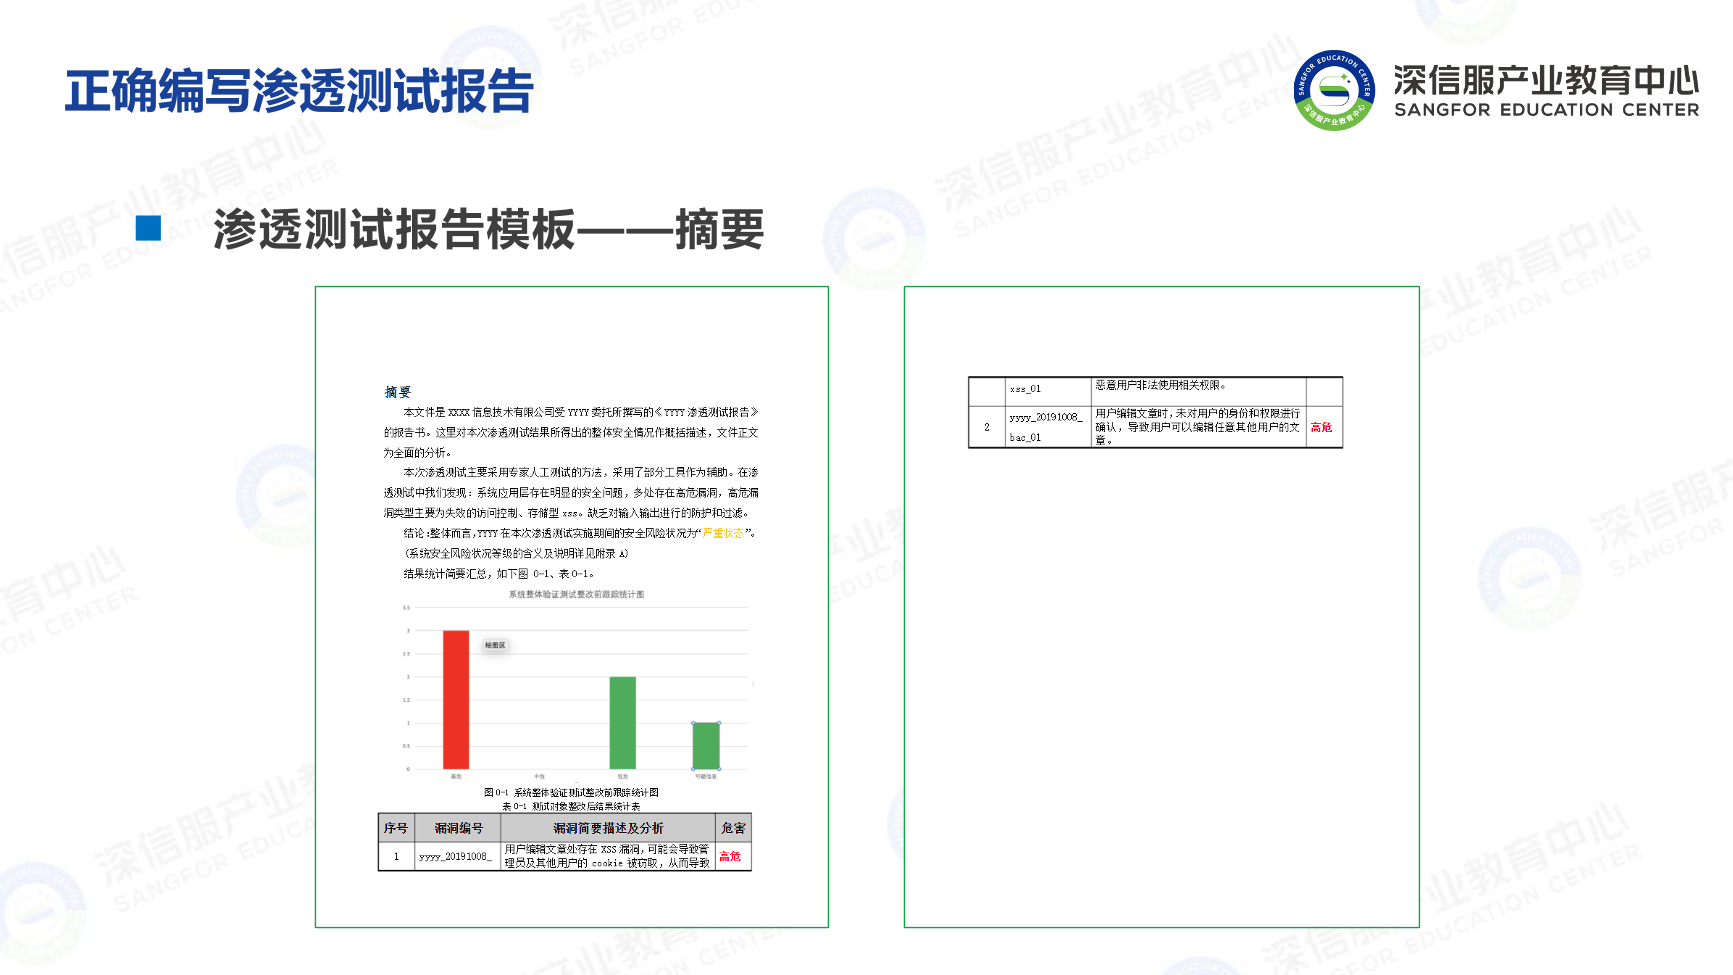 正确编写渗透测试报告
深信服产业教育中心
SANGFOR EDUCATION CENTER
渗透测试报告模板——摘要
摘要
本文件是 XXXX 信息技术有限公司受 YYYY 委托所撰写的《YYYY 渗透测试报告》
的报告书。这里对本次渗透测试结果所得出的整体安全情况作概括描述，文件正文
为全面的分析。
本次渗透测试主要采用专家人工测试的方法，采用了部分工具作为辅助。在渗
透测试中我们发现：系统应用层存在明显的安全问题，多处存在高危漏洞，高危漏
洞类型主要为失效的访问控制、存储型 xss。缺乏对输入输出进行的防护和过滤。
结论:整体而言，YYYY 在本次渗透测试实施期间的安全风险状况为“严重状态”。
(系统安全风险状况等级的含义及说明详见附录 A)
结果统计简要汇总，如下图 0-1、表 0-1。
系统整体验证测试整改前跟踪统计图
3.5
3
绘图区
2.5
2
1.5
1
0.5
0
高危 中危 低危 可能信息
图 0-1 系统整体验证测试整改前跟踪统计图
表 0-1 测试对象整改后结果统计表
序号 漏洞编号 漏洞简要描述及分析 危害
1 yyyy_20191008_ 用户编辑文章处存在 XSS 漏洞，可能会导致管 高危
理员及其他用户的 cookie 被窃取，从而导致
xss_01 恶意用户非法使用相关权限。
2 yyyy_20191008_ 用户编辑文章时，未对用户的身份和权限进行 高危
bac_01 确认，导致用户可以编辑任意其他用户的文
章。